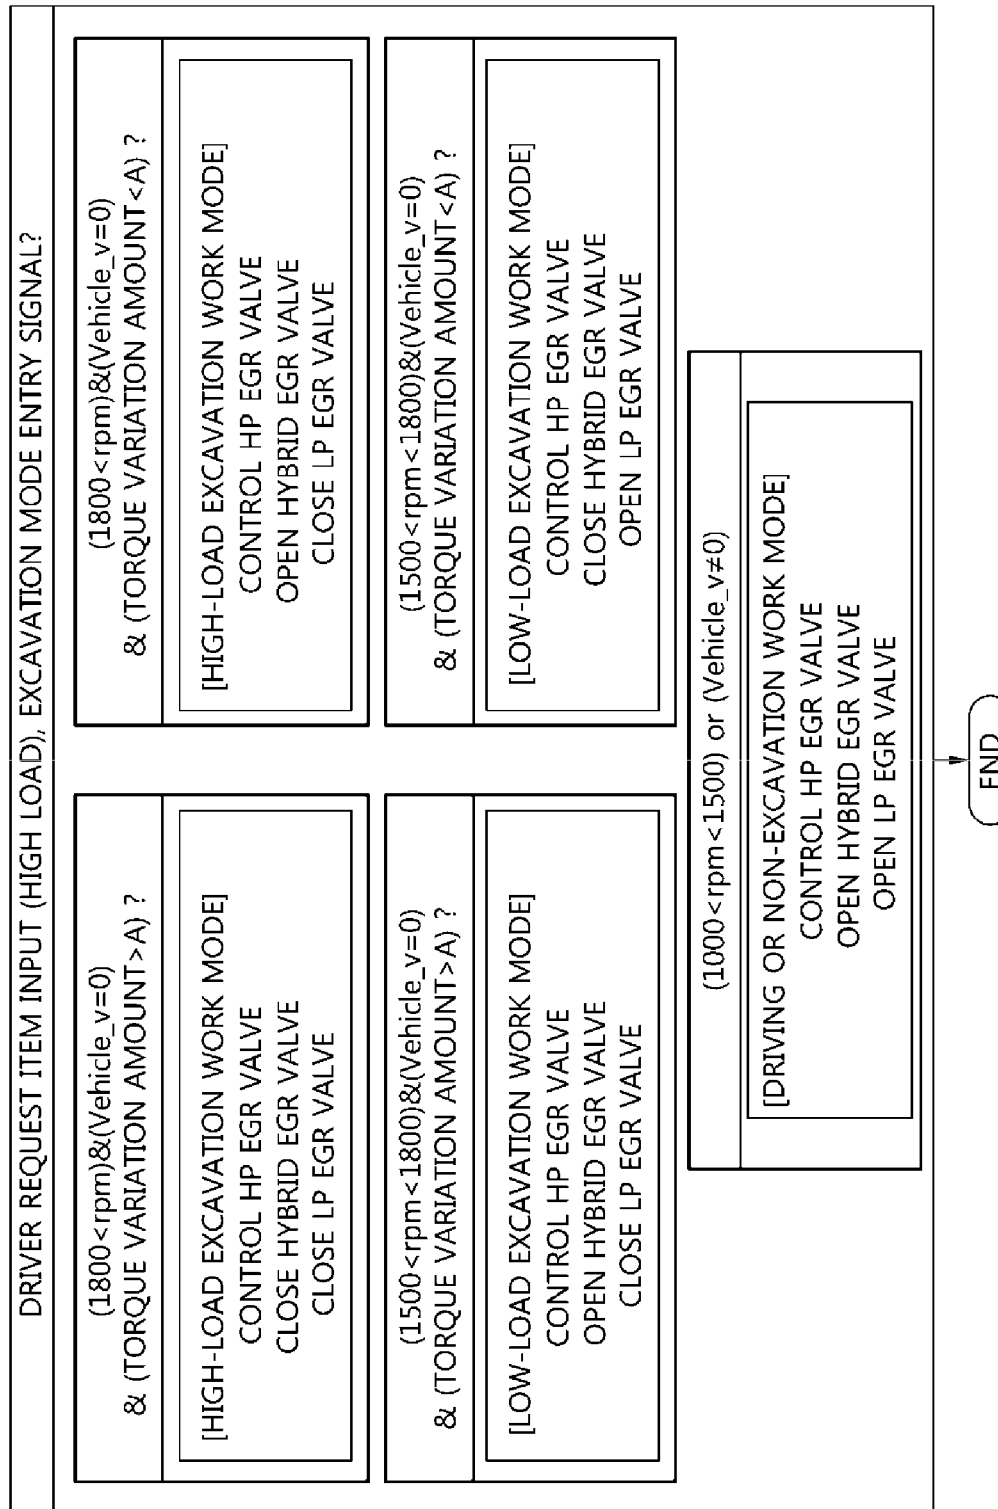 DRIVER REQUEST ITEM INPUT (HIGH LOAD), EXCAVATION MODE ENTRY SIGNAL?
(1800<rpm)&(Vehicle_v=0)
& (TORQUE VARIATION AMOUNT>A) ?
[HIGH-LOAD EXCAVATION WORK MODE]
CONTROL HP EGR VALVE
CLOSE HYBRID EGR VALVE
CLOSE LP EGR VALVE
(1800<rpm)&(Vehicle_v=0)
& (TORQUE VARIATION AMOUNT<A) ?
[HIGH-LOAD EXCAVATION WORK MODE]
CONTROL HP EGR VALVE
OPEN HYBRID EGR VALVE
CLOSE LP EGR VALVE
(1500<rpm<1800)&(Vehicle_v=0)
& (TORQUE VARIATION AMOUNT>A) ?
[LOW-LOAD EXCAVATION WORK MODE]
CONTROL HP EGR VALVE
OPEN HYBRID EGR VALVE
CLOSE LP EGR VALVE
(1500<rpm<1800)&(Vehicle_v=0)
& (TORQUE VARIATION AMOUNT<A) ?
[LOW-LOAD EXCAVATION WORK MODE]
CONTROL HP EGR VALVE
CLOSE HYBRID EGR VALVE
OPEN LP EGR VALVE
(1000<rpm<1500) or (Vehicle_v≠0)
[DRIVING OR NON-EXCAVATION WORK MODE]
CONTROL HP EGR VALVE
OPEN HYBRID EGR VALVE
OPEN LP EGR VALVE
END